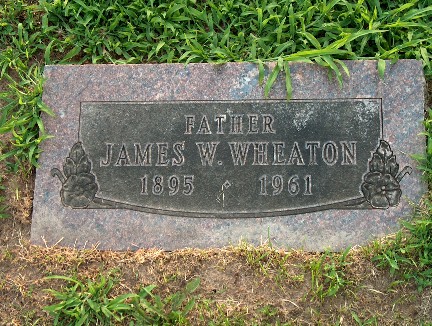 FATHER
JAMES W. WHEATON
1895 1961